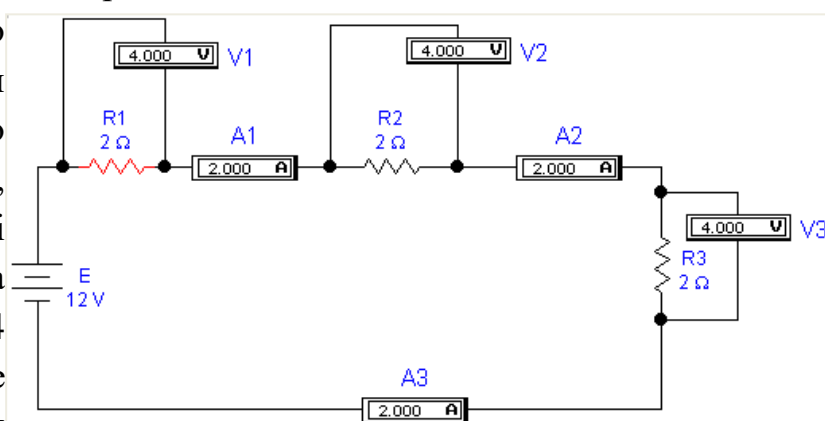 4.000 V V1
4.000 V V2
R1
2 Ω
A1
2.000 A
R2
2 Ω
A2
2.000 A
4.000 V V3
R3
2 Ω
E
12 V
A3
2.000 A